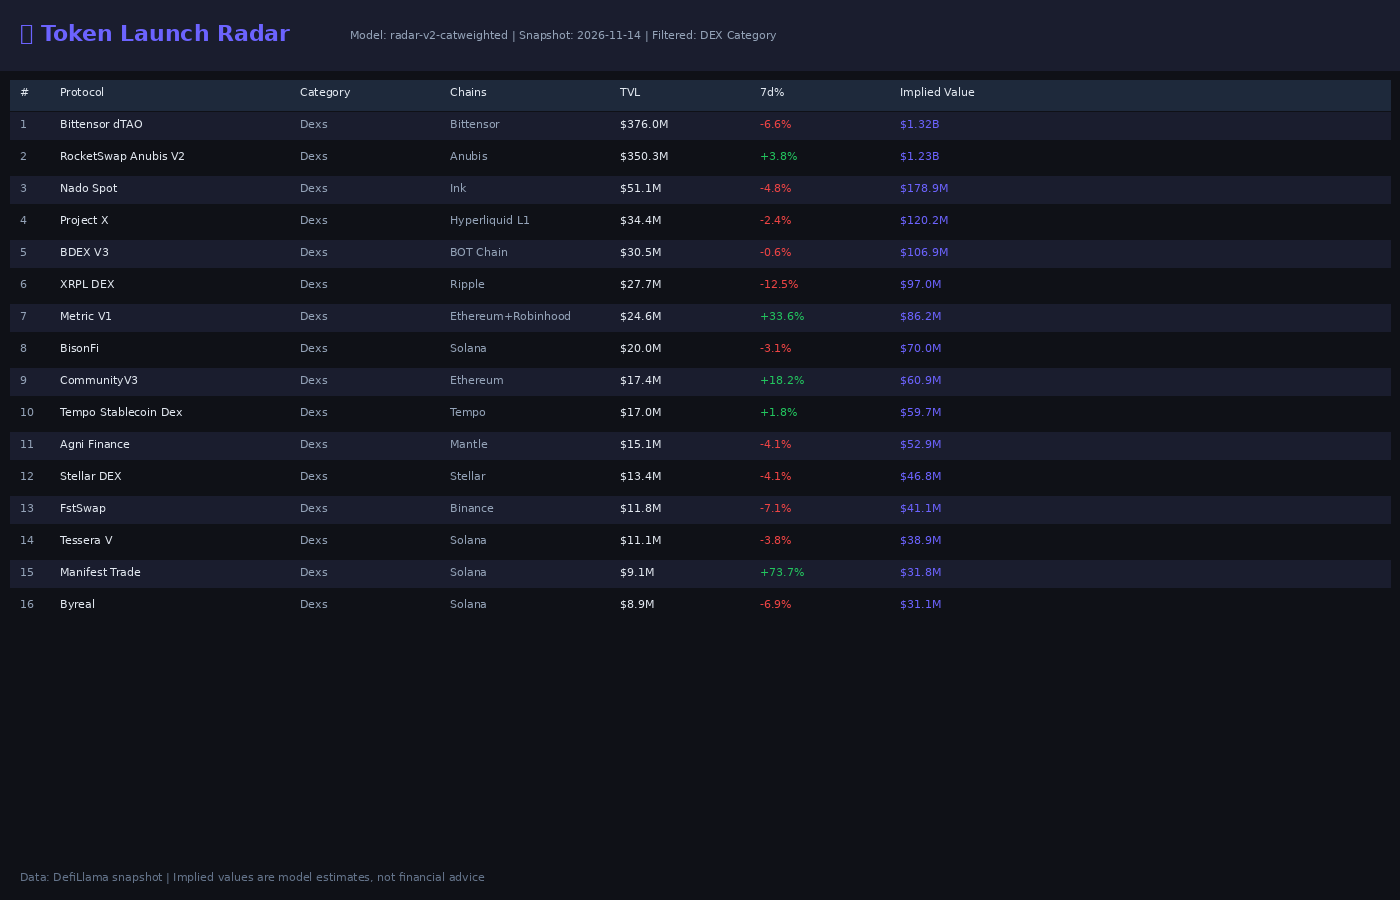 Token Launch Radar
Model: radar-v2-catweighted | Snapshot: 2026-11-14 | Filtered: DEX Category
# Protocol Category Chains TVL 7d% Implied Value
1 Bittensor dTAO Dexs Bittensor $376.0M -6.6% $1.32B
2 RocketSwap Anubis V2 Dexs Anubis $350.3M +3.8% $1.23B
3 Nado Spot Dexs Ink $51.1M -4.8% $178.9M
4 Project X Dexs Hyperliquid L1 $34.4M -2.4% $120.2M
5 BDEX V3 Dexs BOT Chain $30.5M -0.6% $106.9M
6 XRPL DEX Dexs Ripple $27.7M -12.5% $97.0M
7 Metric V1 Dexs Ethereum+Robinhood $24.6M +33.6% $86.2M
8 BisonFi Dexs Solana $20.0M -3.1% $70.0M
9 CommunityV3 Dexs Ethereum $17.4M +18.2% $60.9M
10 Tempo Stablecoin Dex Dexs Tempo $17.0M +1.8% $59.7M
11 Agni Finance Dexs Mantle $15.1M -4.1% $52.9M
12 Stellar DEX Dexs Stellar $13.4M -4.1% $46.8M
13 FstSwap Dexs Binance $11.8M -7.1% $41.1M
14 Tessera V Dexs Solana $11.1M -3.8% $38.9M
15 Manifest Trade Dexs Solana $9.1M +73.7% $31.8M
16 Byreal Dexs Solana $8.9M -6.9% $31.1M
Data: DefiLlama snapshot | Implied values are model estimates, not financial advice